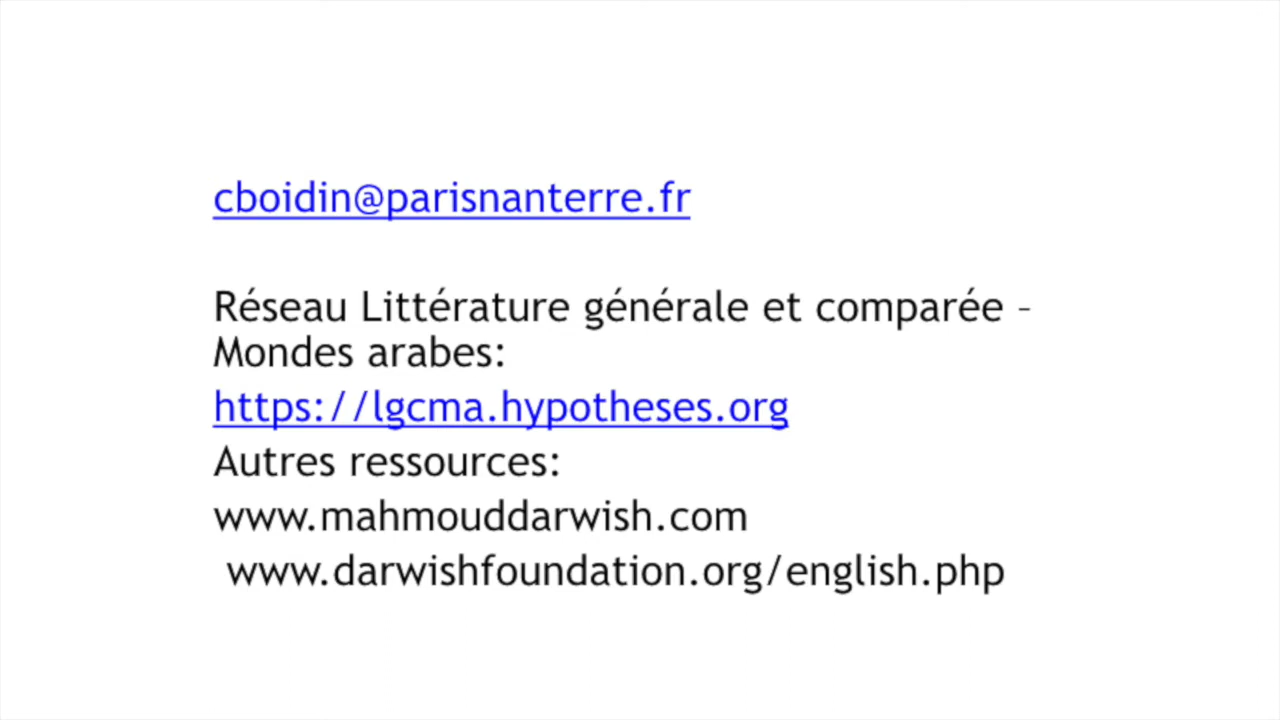 cboidin@parisnanterre.fr
Réseau Littérature générale et comparée –
Mondes arabes:
https://lgcma.hypotheses.org
Autres ressources:
www.mahmouddarwish.com
www.darwishfoundation.org/english.php